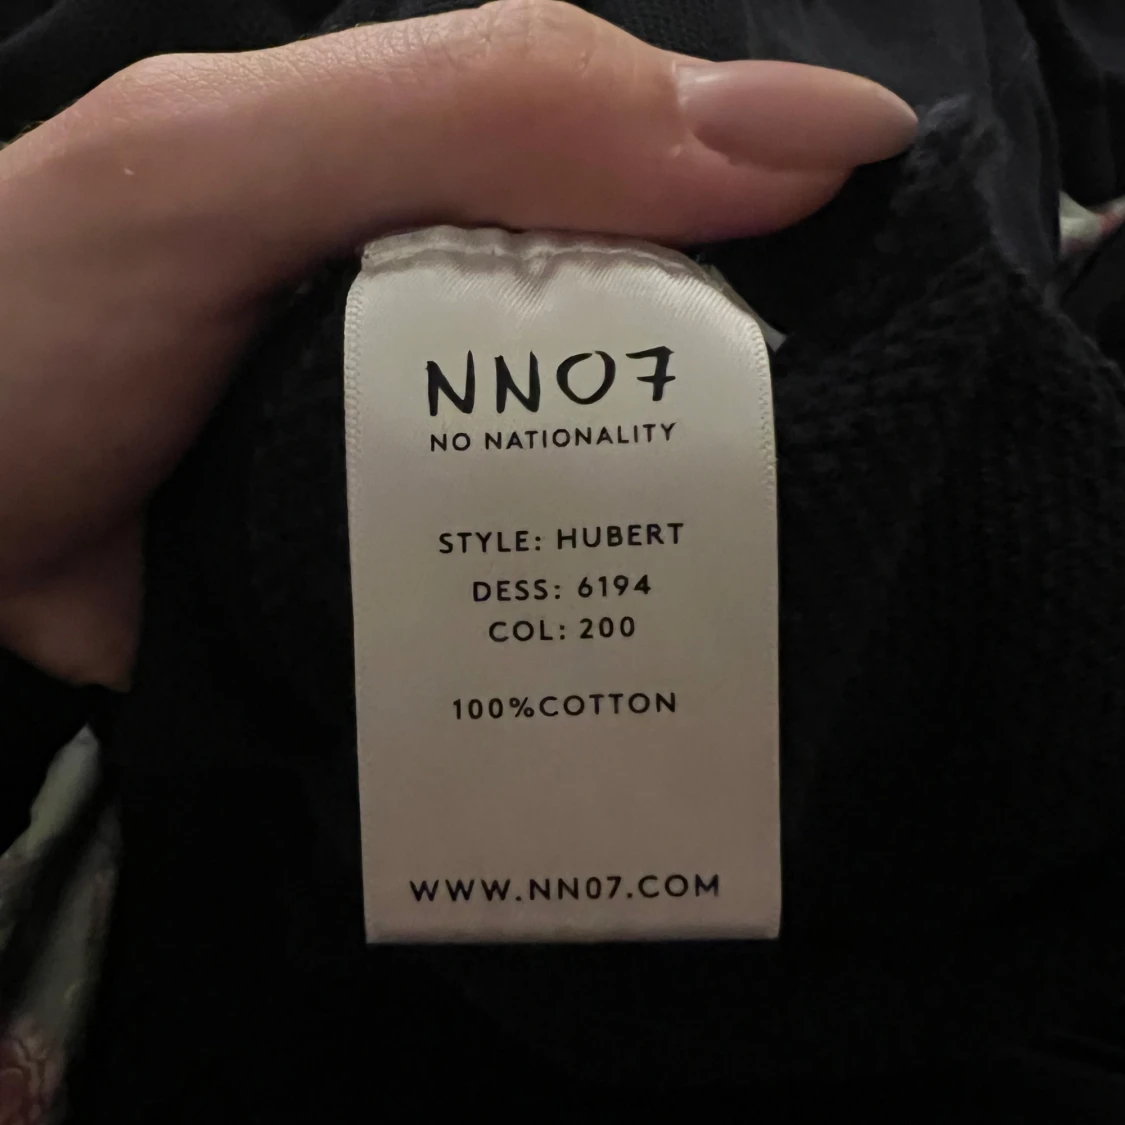 NN07
NO NATIONALITY
STYLE: HUBERT
DESS: 6194
COL: 200
100%COTTON
WWW.NN07.COM